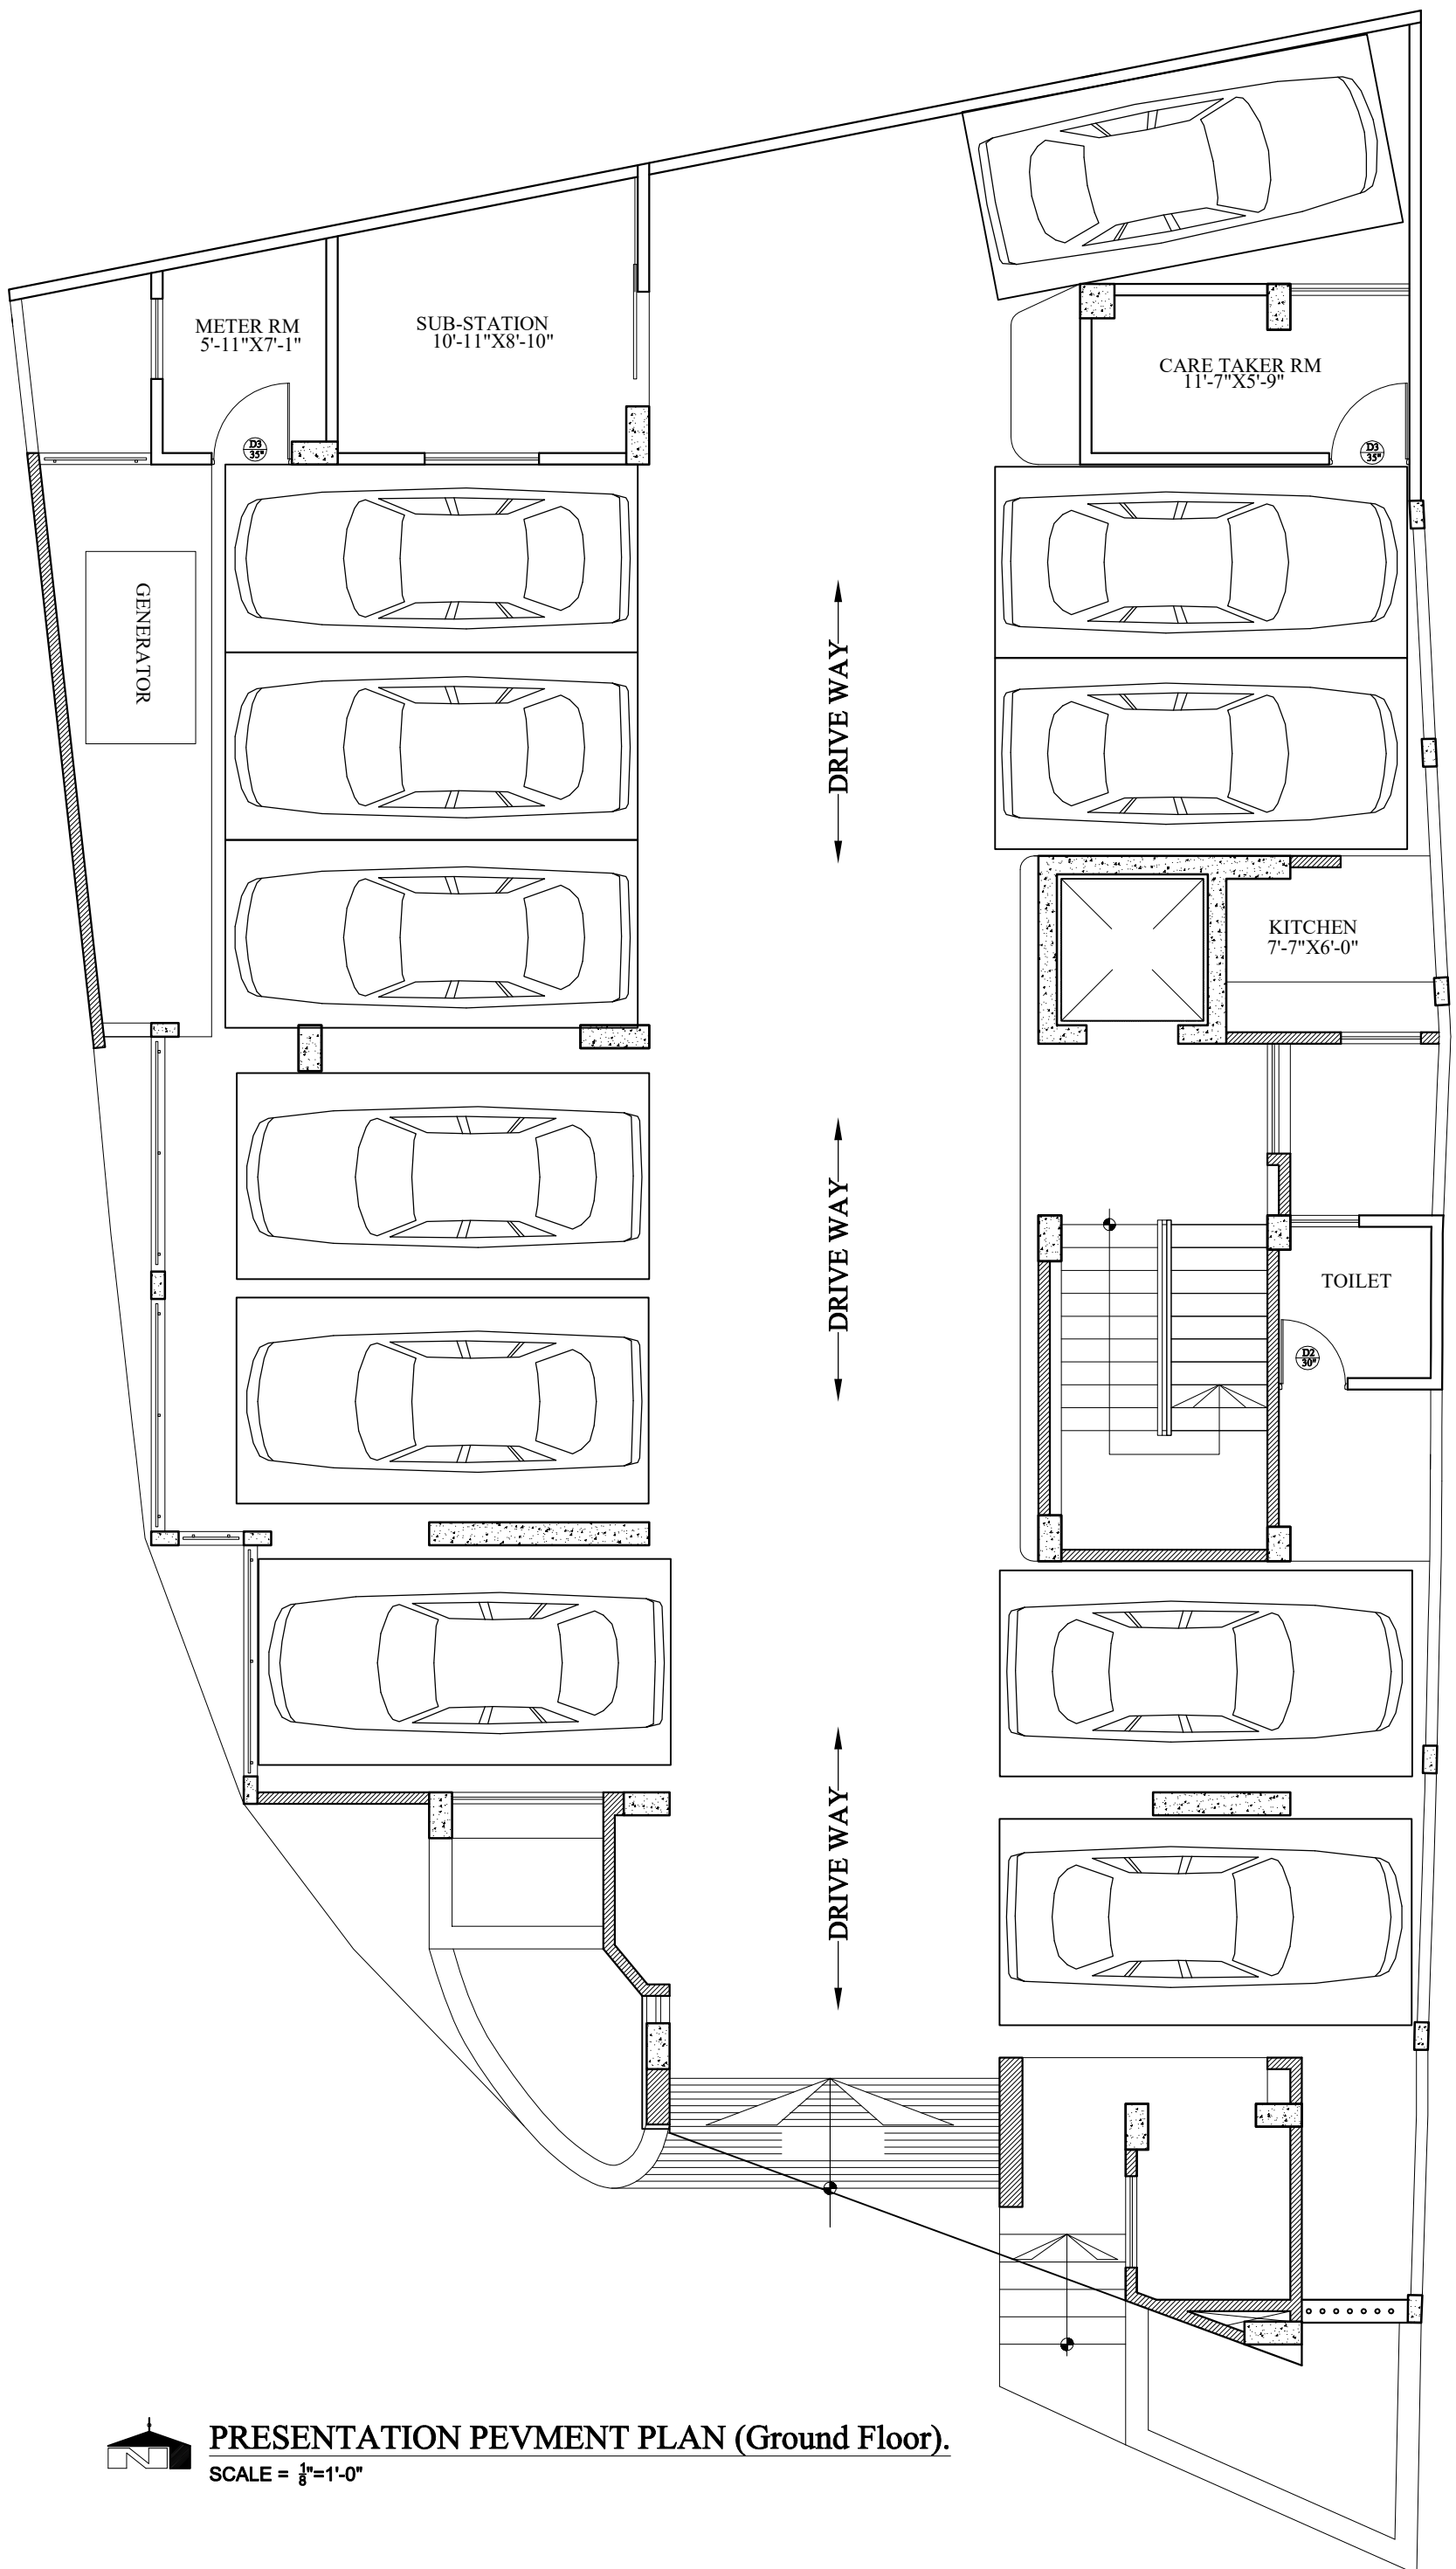 METER RM
5'-11"X7'-1"
SUB-STATION
10'-11"X8'-10"
CARE TAKER RM
11'-7"X5'-9"
D3
35"
D3
35"
GENERATOR
DRIVE WAY
KITCHEN
7'-7"X6'-0"
DRIVE WAY
TOILET
D2
30"
DRIVE WAY
N
PRESENTATION PEVMENT PLAN (Ground Floor).
SCALE = 1/8"=1'-0"